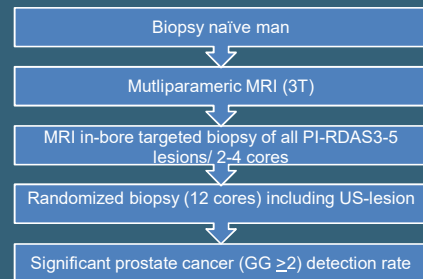 Biopsy naïve man
Mutliparameric MRI (3T)
MRI in-bore targeted biopsy of all PI-RDAS3-5
lesions/ 2-4 cores
Randomized biopsy (12 cores) including US-lesion
Significant prostate cancer (GG ≥2) detection rate